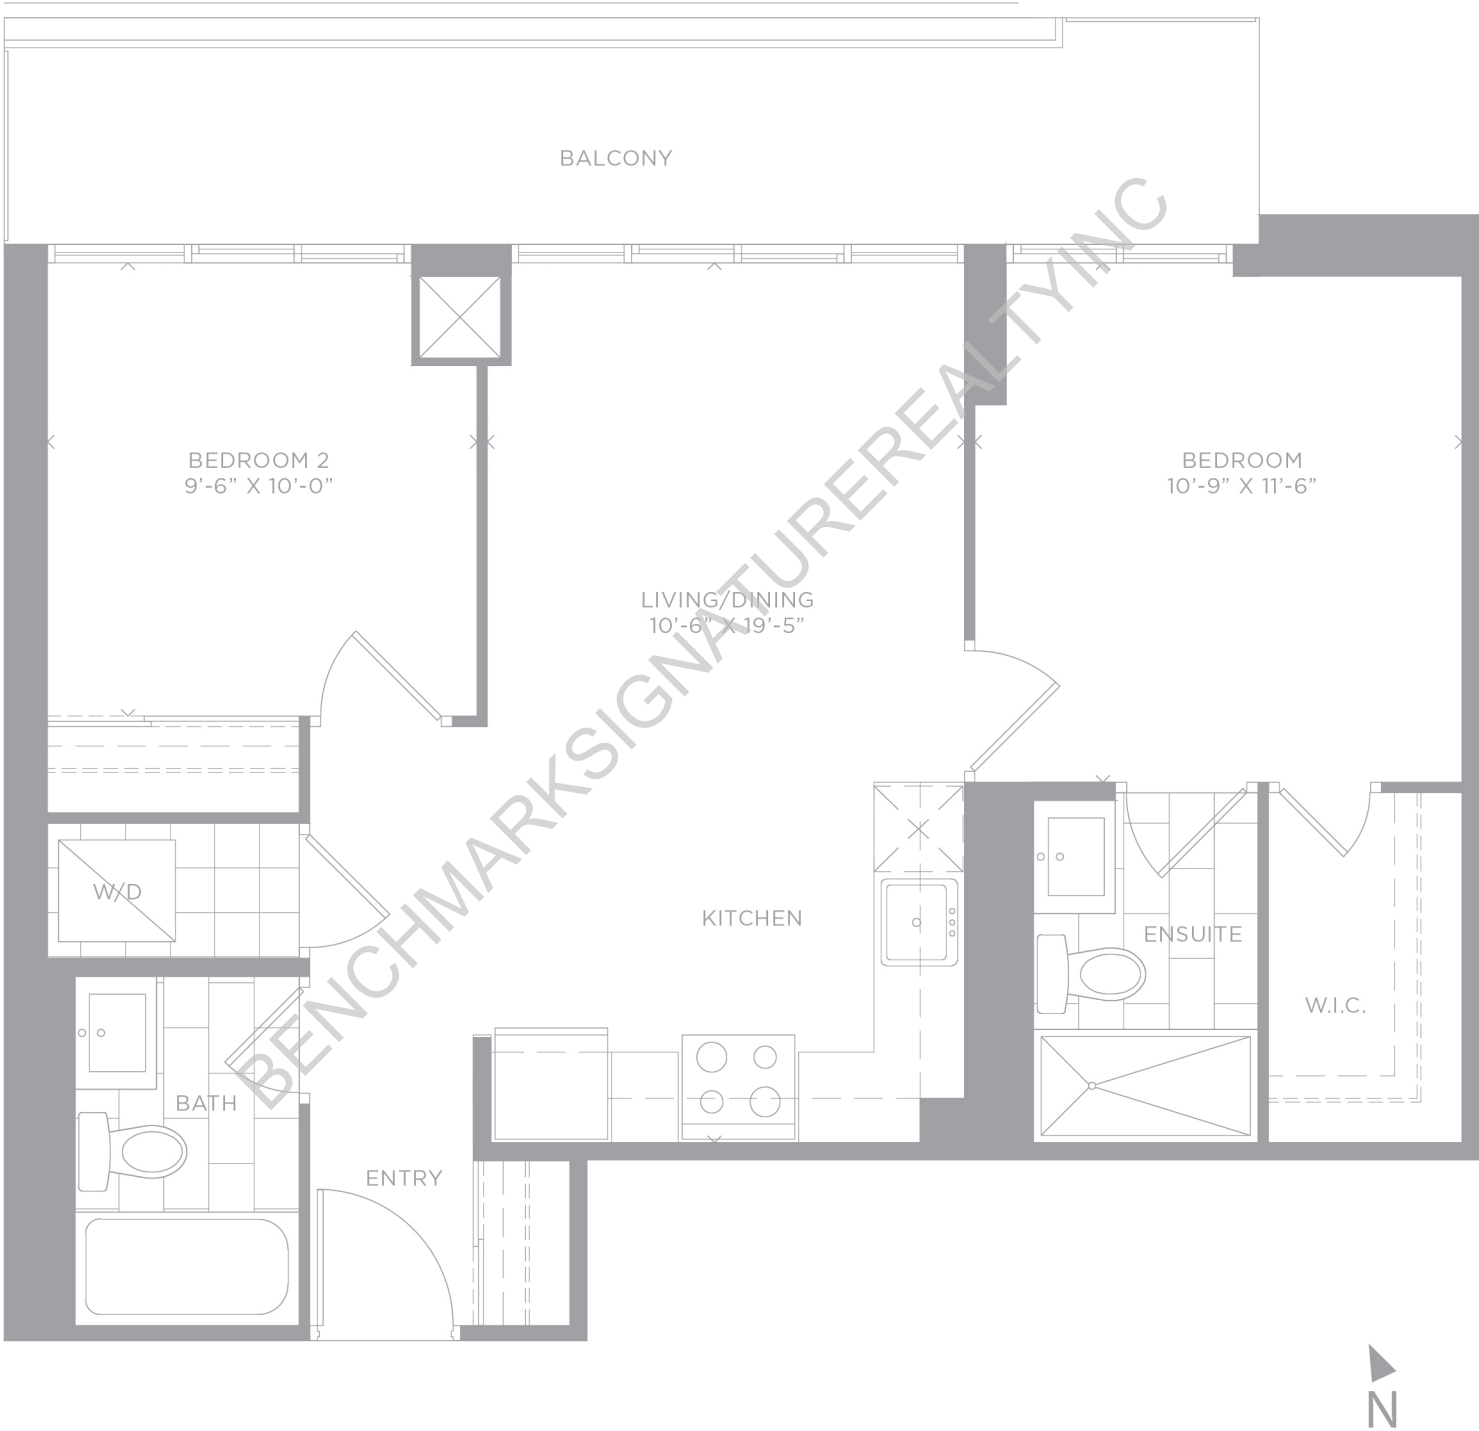 BALCONY
BENCHMARKSIGNATUREREALTYINC
BEDROOM 2
9’-6” X 10’-0”
BEDROOM
10’-9” X 11’-6”
LIVING/DINING
10’-6” X 19’-5”
W/D
KITCHEN
ENSUITE
W.I.C.
BATH
ENTRY
N